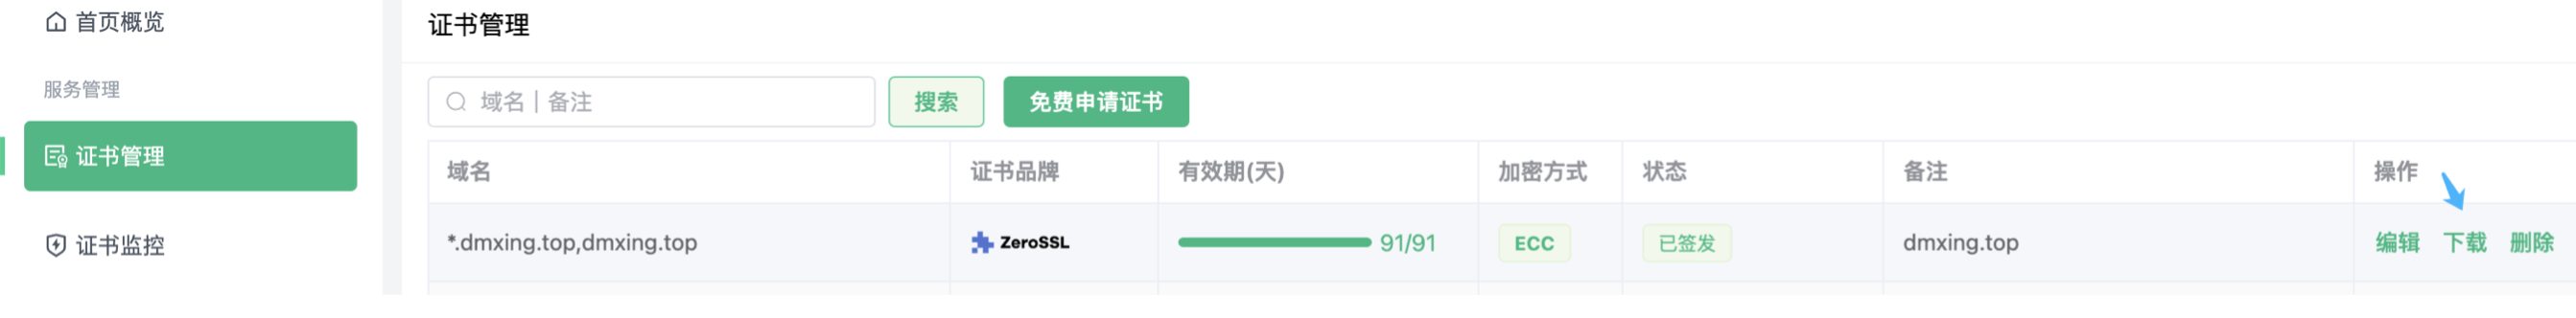 首页概览
证书管理
服务管理
域名 | 备注
搜索
免费申请证书
证书管理
域名
证书品牌
有效期(天)
加密方式
状态
备注
操作
*.dmxing.top,dmxing.top
ZeroSSL
91/91
ECC
已签发
dmxing.top
编辑 下载 删除
证书监控